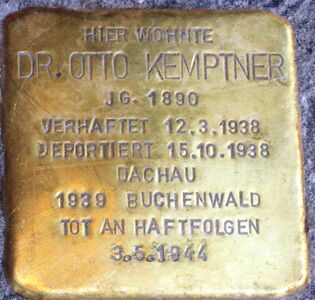 HIER WOHNTE
DR. OTTO KEMPTNER
JG. 1890
VERHAFTET 12.3.1938
DEPORTIERT 15.10.1938
DACHAU
1939 BUCHENWALD
TOT AN HAFTFOLGEN
3.5.1944